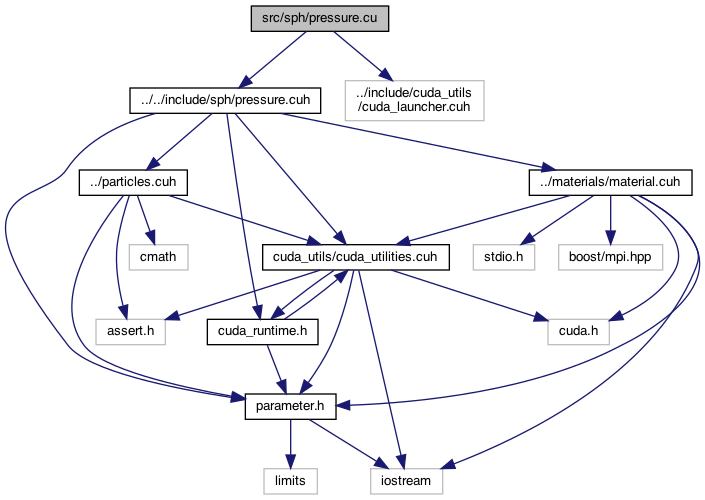 src/sph/pressure.cu
../../include/sph/pressure.cuh
../include/cuda_utils
/cuda_launcher.cuh
../particles.cuh
../materials/material.cuh
cmath
cuda_utils/cuda_utilities.cuh
stdio.h
boost/mpi.hpp
assert.h
cuda_runtime.h
cuda.h
parameter.h
limits
iostream